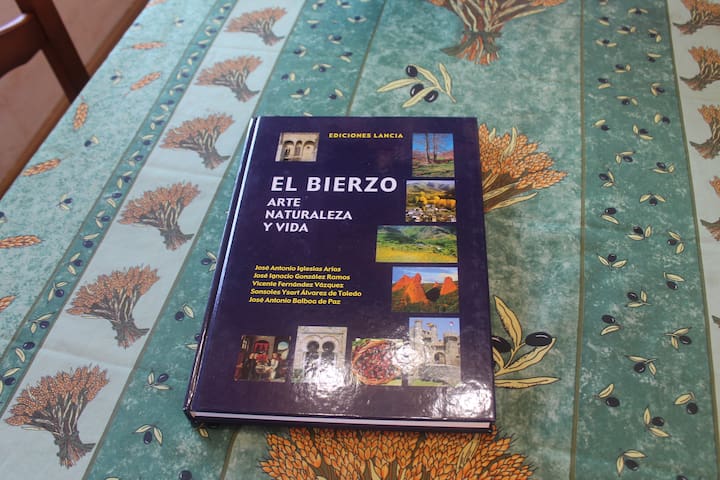 EDICIONES LANCIA
EL BIERZO
ARTE
NATURALEZA
Y VIDA
José Antonio Iglesias Arias
José Ignacio González Ramos
Vicente Fernández Vázquez
Sonsoles Ysart Álvarez de Toledo
José Antonio Balboa de Paz